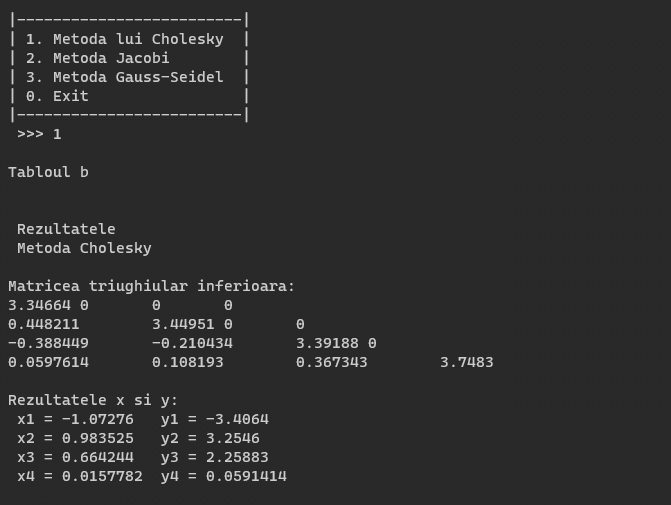 |-------------------------|
| 1. Metoda lui Cholesky  |
| 2. Metoda Jacobi        |
| 3. Metoda Gauss-Seidel  |
| 0. Exit                 |
|-------------------------|
 >>> 1
Tabloul b
 Rezultatele
 Metoda Cholesky
Matricea triughiular inferioara:
3.34664 0       0       0
0.448211        3.44951 0       0
-0.388449       -0.210434       3.39188 0
0.0597614       0.108193        0.367343        3.7483
Rezultatele x si y:
 x1 = -1.07276   y1 = -3.4064
 x2 = 0.983525   y2 = 3.2546
 x3 = 0.664244   y3 = 2.25883
 x4 = 0.0157782  y4 = 0.0591414